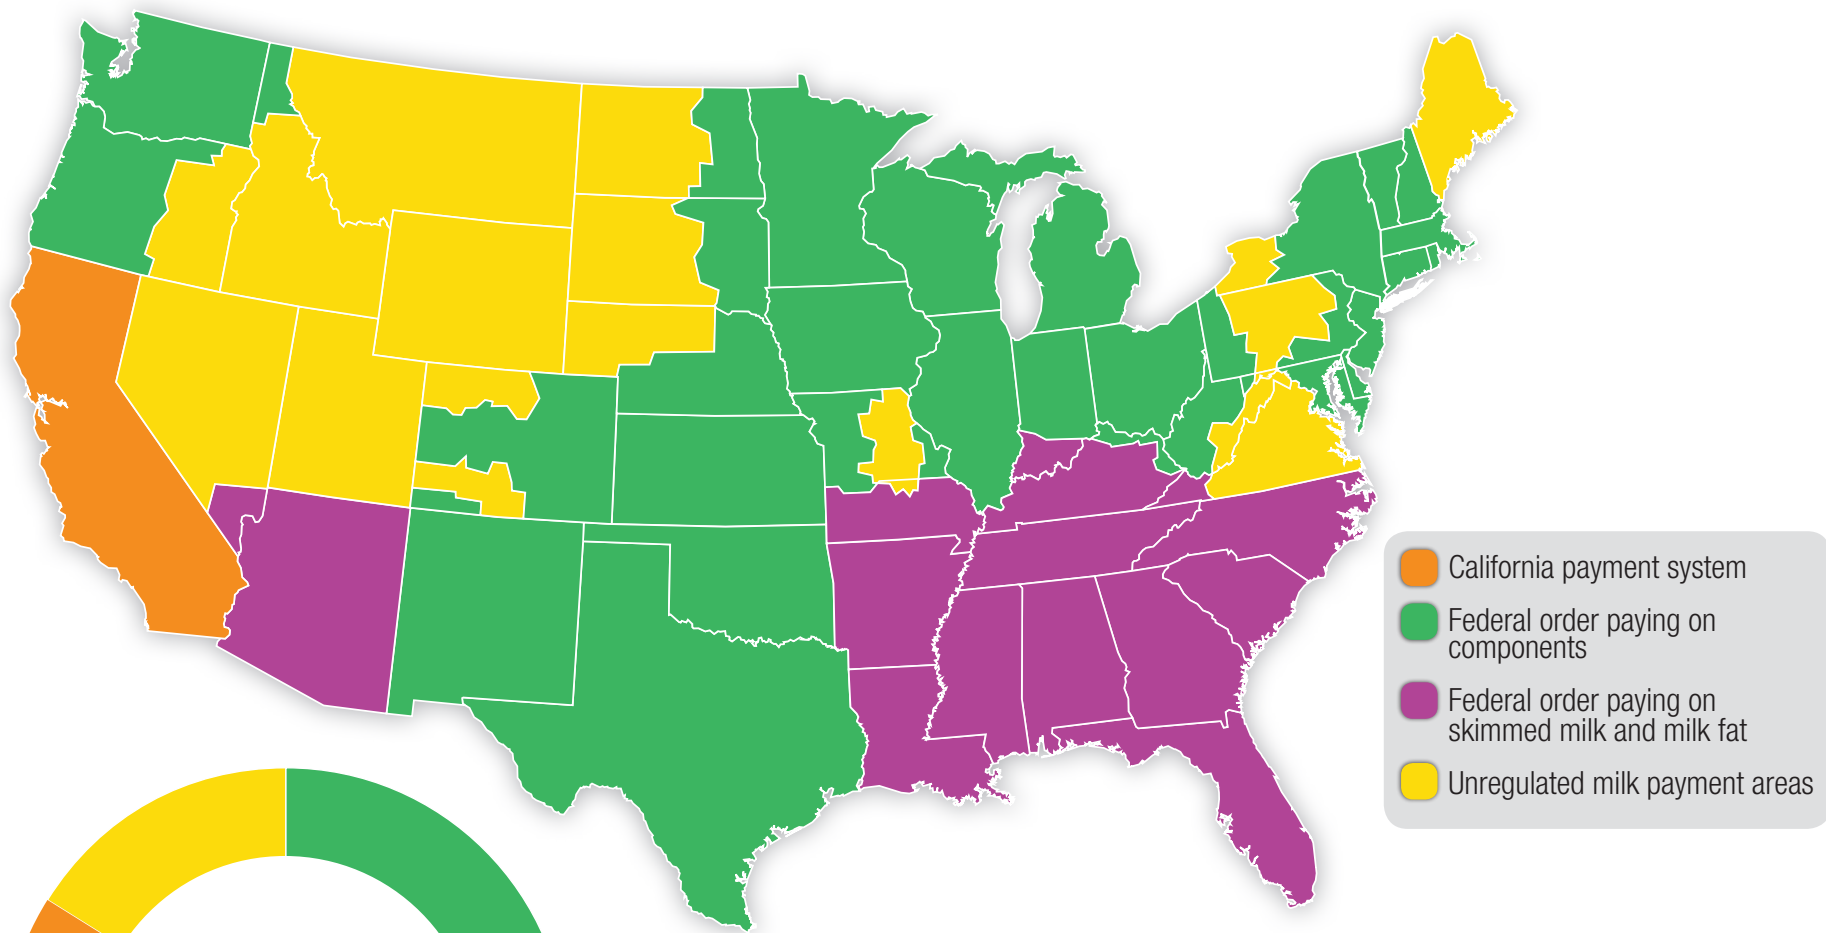 California payment system
Federal order paying on
components
Federal order paying on
skimmed milk and milk fat
Unregulated milk payment areas